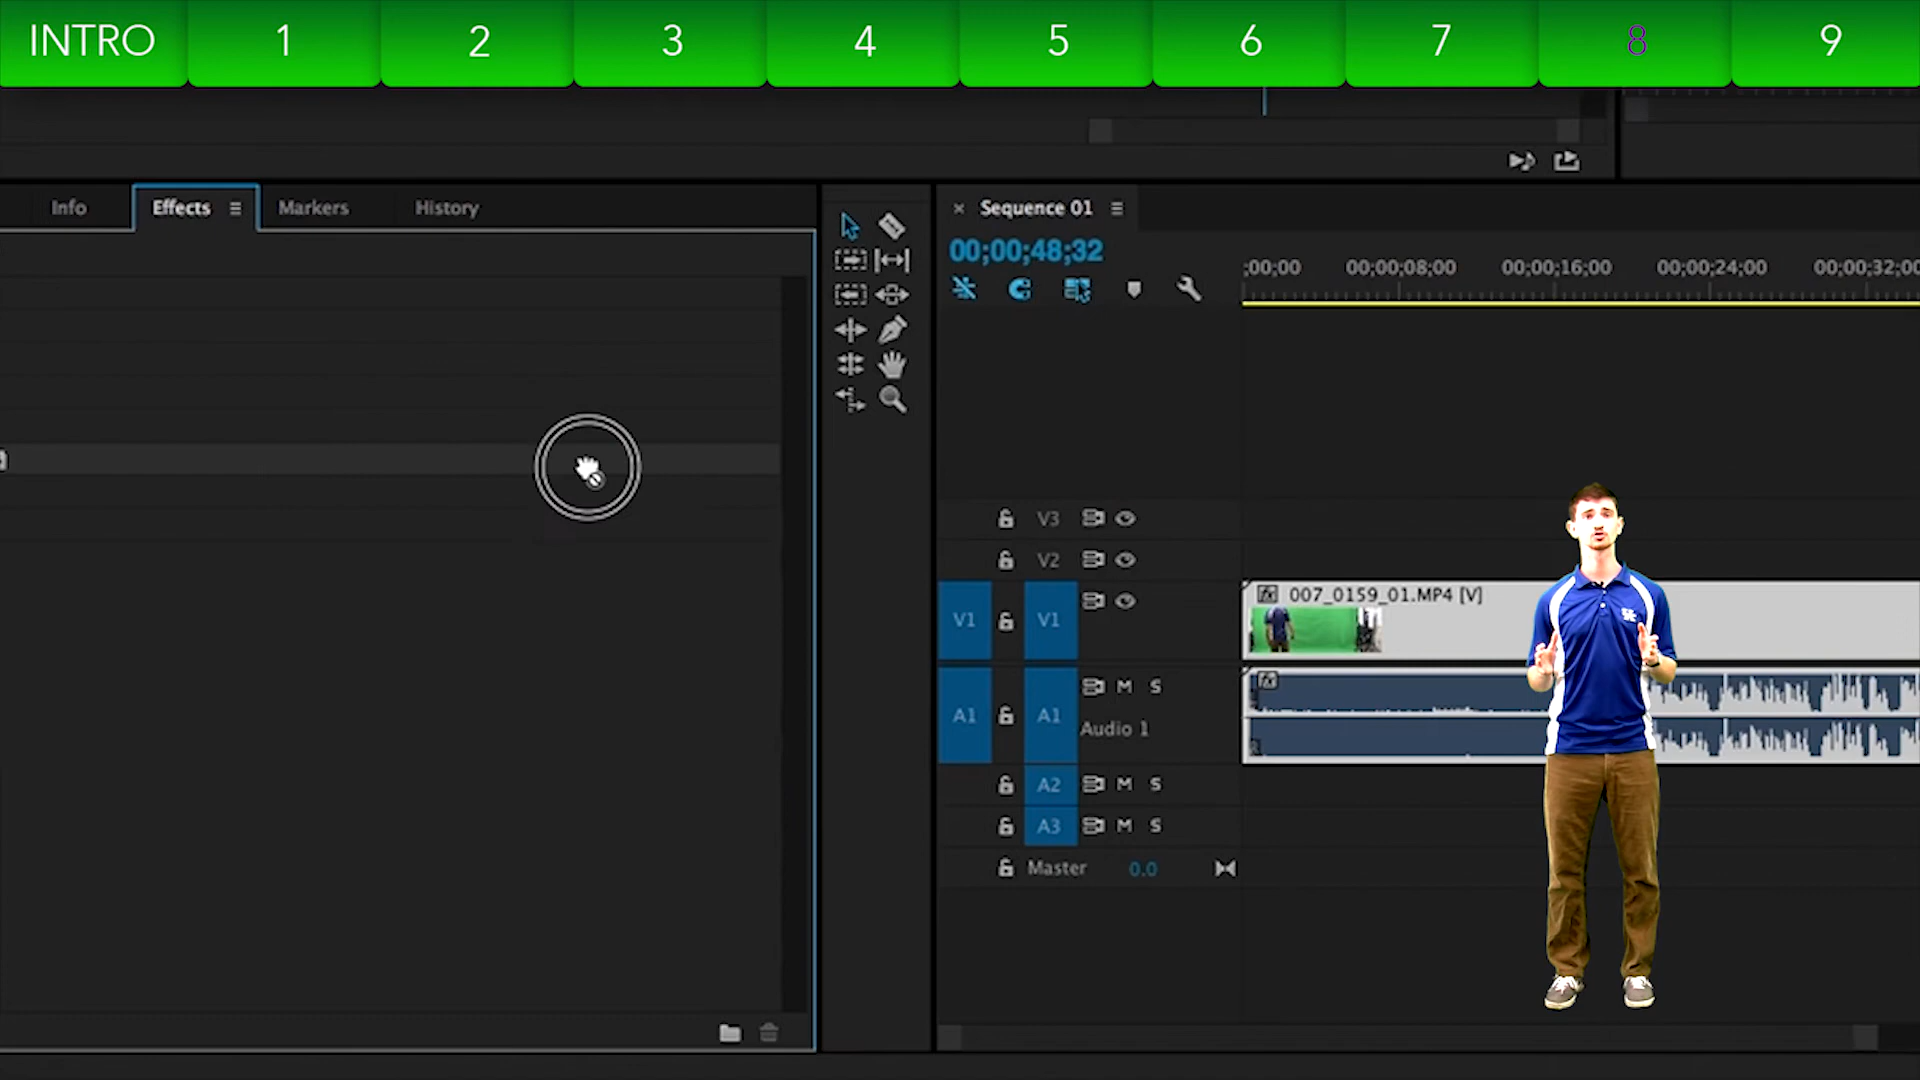 INTRO 1 2 3 4 5 6 7 8 9
Info Effects Markers History
Sequence 01
00;00;48;32
;00;00 00;00;08;00 00;00;16;00 00;00;24;00 00;00;32;00
V3
V2
007_0159_01.MP4 [V]
V1 V1
M S
A1 A1
Audio 1
A2 M S
A3 M S
Master 0.0